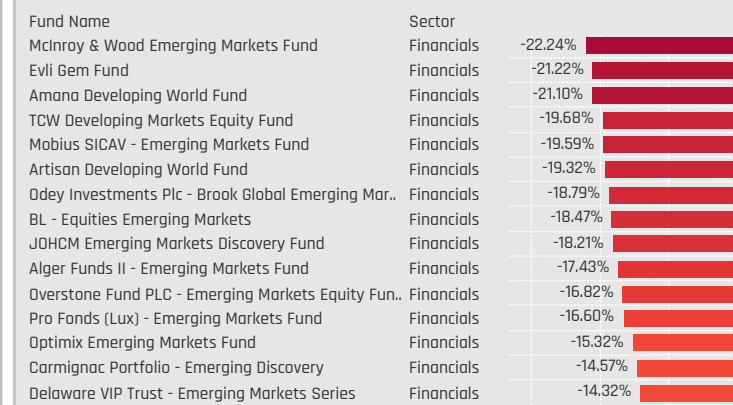 Fund Name Sector
McInroy & Wood Emerging Markets Fund Financials -22.24%
Evli Gem Fund Financials -21.22%
Amana Developing World Fund Financials -21.10%
TCW Developing Markets Equity Fund Financials -19.68%
Mobius SICAV - Emerging Markets Fund Financials -19.59%
Artisan Developing World Fund Financials -19.32%
Odey Investments Plc - Brook Global Emerging Mar.. Financials -18.79%
BL - Equities Emerging Markets Financials -18.47%
JOHCM Emerging Markets Discovery Fund Financials -18.21%
Alger Funds II - Emerging Markets Fund Financials -17.43%
Overstone Fund PLC - Emerging Markets Equity Fun.. Financials -16.82%
Pro Fonds (Lux) - Emerging Markets Fund Financials -16.60%
Optimix Emerging Markets Fund Financials -15.32%
Carmignac Portfolio - Emerging Discovery Financials -14.57%
Delaware VIP Trust - Emerging Markets Series Financials -14.32%